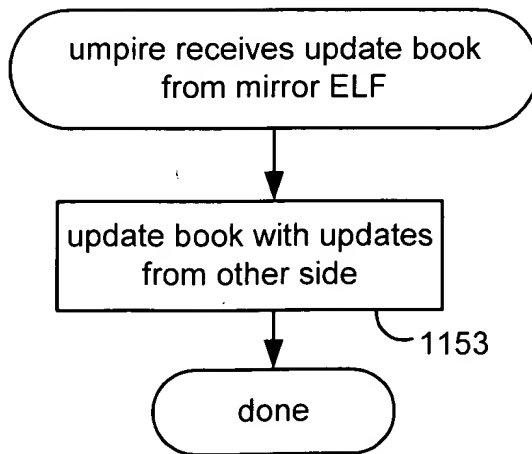 umpire receives update book
from mirror ELF
update book with updates
from other side
1153
done